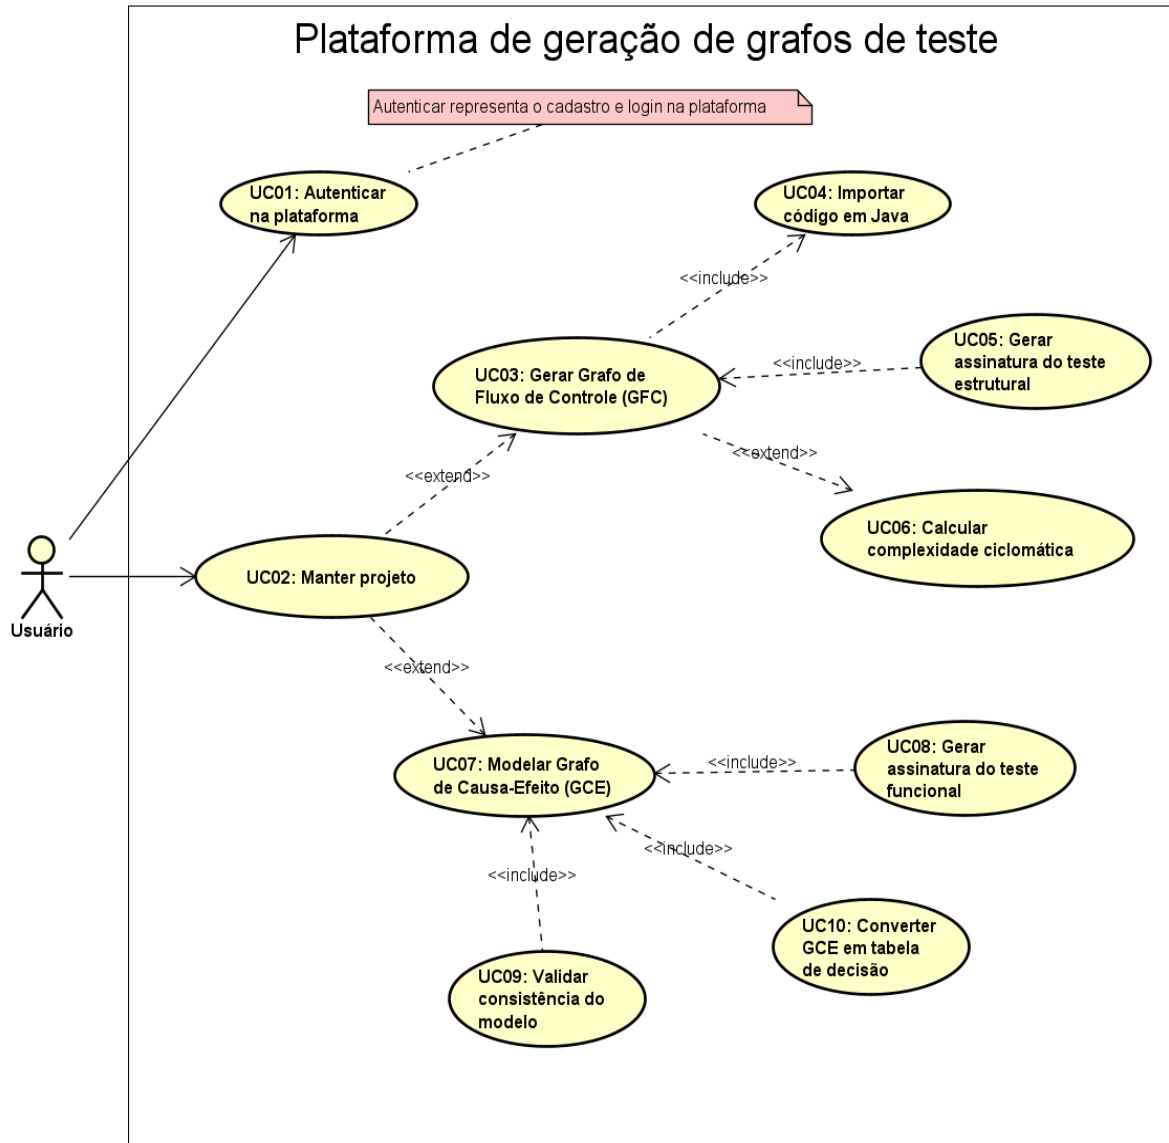 Plataforma de geração de grafos de teste
Autenticar representa o cadastro e login na plataforma
UC01: Autenticar
na plataforma
UC04: Importar
código em Java
<<include>>
UC05: Gerar
assinatura do teste
estrutural
<<include>>
UC03: Gerar Grafo de
Fluxo de Controle (GFC)
<<extend>>
<<extend>>
UC06: Calcular
complexidade ciclomática
UC02: Manter projeto
Usuário
<<extend>>
UC08: Gerar
assinatura do teste
funcional
<<include>>
UC07: Modelar Grafo
de Causa-Efeito (GCE)
<<include>>
<<include>>
UC10: Converter
GCE em tabela
de decisão
UC09: Validar
consistência do
modelo